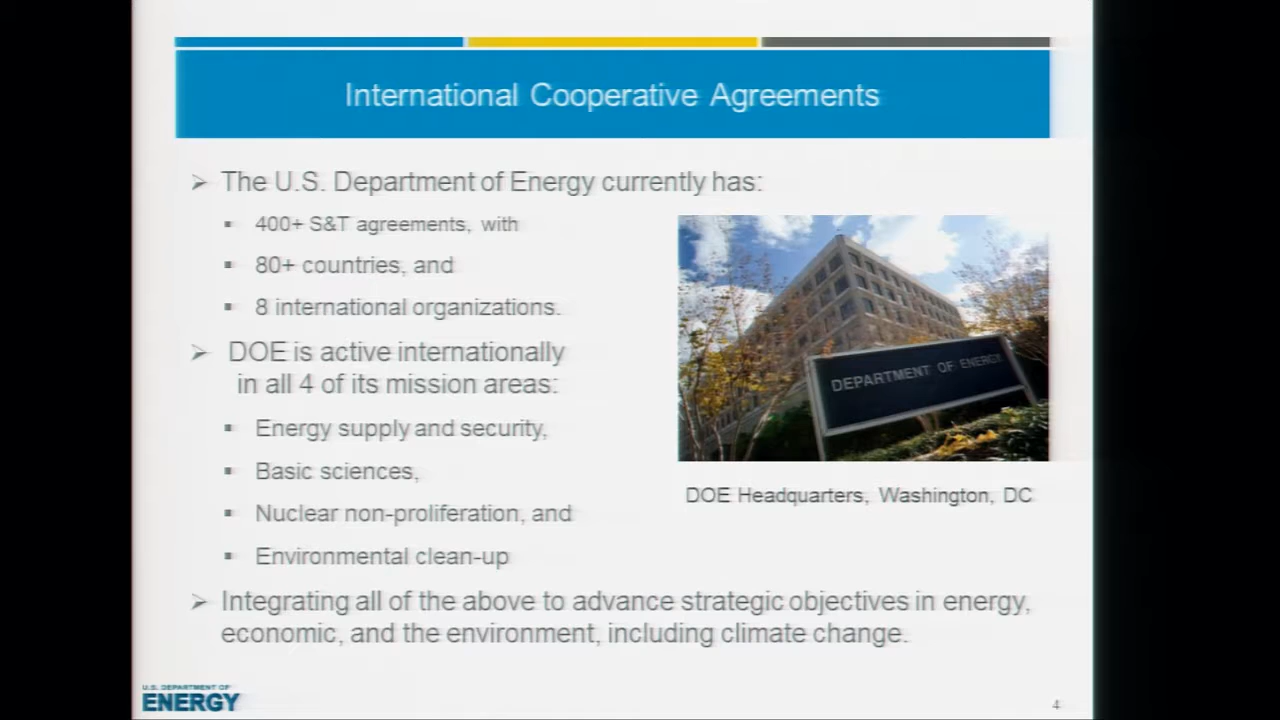 International Cooperative Agreements
The U.S. Department of Energy currently has:
400+ S&T agreements, with
80+ countries, and
8 international organizations.
DOE is active internationally
in all 4 of its mission areas:
Energy supply and security,
Basic sciences,
Nuclear non-proliferation, and
Environmental clean-up
Integrating all of the above to advance strategic objectives in energy,
economic, and the environment, including climate change.
DEPARTMENT OF ENERGY
DOE Headquarters, Washington, DC
U.S. DEPARTMENT OF
ENERGY
4